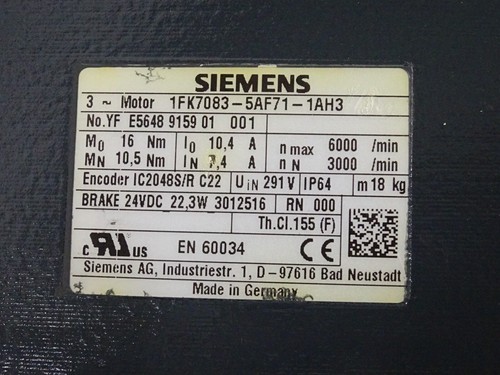 SIEMENS
3 ~ Motor 1FK7083-5AF71-1AH3
No.YF E5648 9159 01 001
M0 16 Nm I0 10,4 A n max 6000 /min
MN 10,5 Nm IN 7,4 A n N 3000 /min
Encoder IC2048S/R C22 UIN 291 V IP64 m 18 kg
BRAKE 24VDC 22,3W 3012516 RN 000
Th.Cl.155 (F)
c RU US EN 60034 CE
Siemens AG, Industriestr. 1, D-97616 Bad Neustadt
Made in Germany